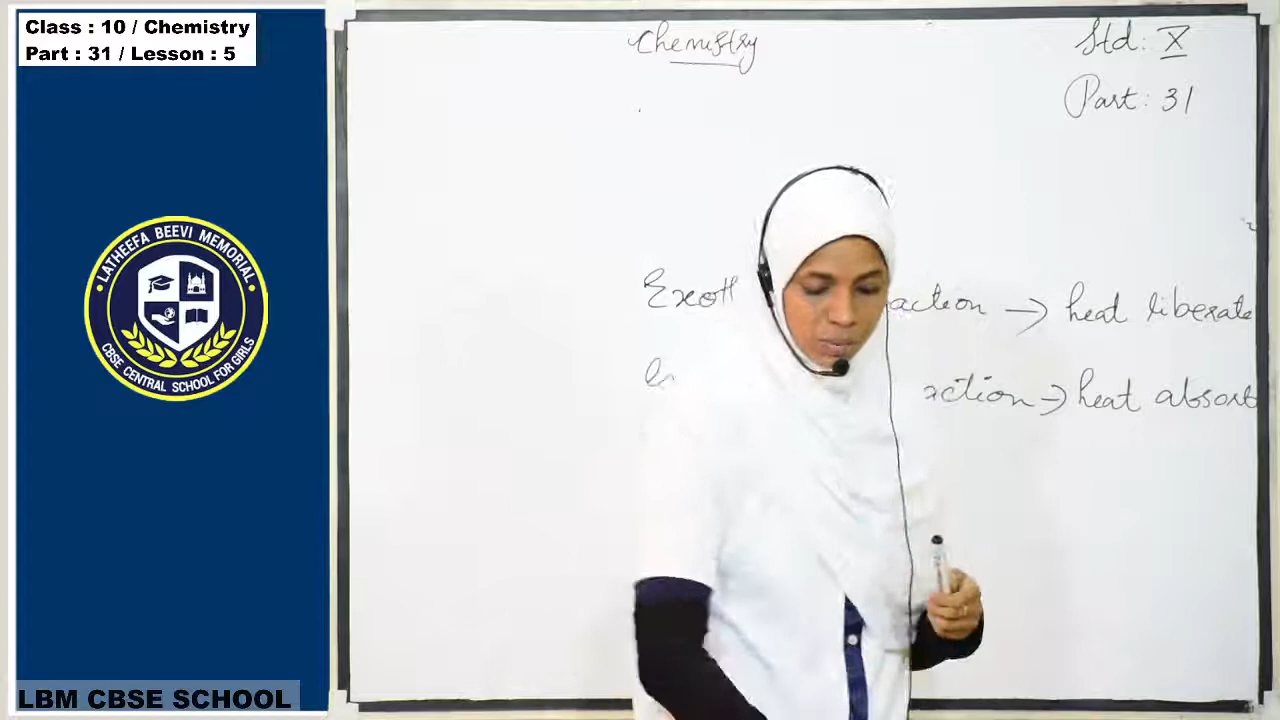 Class : 10 / Chemistry
Part : 31 / Lesson : 5
Chemistry
Std: X
Part: 31
LATHEEFA BEEVI MEMORIAL
CBSE CENTRAL SCHOOL FOR GIRLS
Exoth action → heat liberate
En action → heat absorb
LBM CBSE SCHOOL